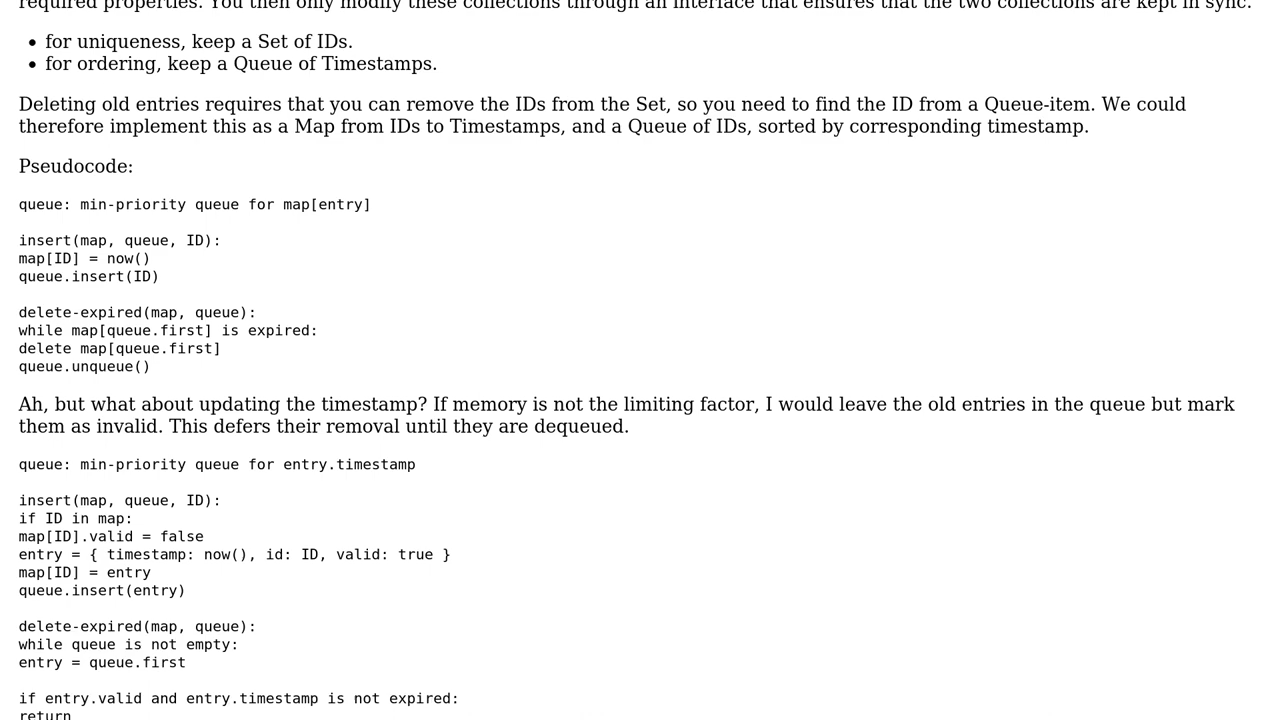 required properties. You then only modify these collections through an interface that ensures that the two collections are kept in sync.
• for uniqueness, keep a Set of IDs.
• for ordering, keep a Queue of Timestamps.
Deleting old entries requires that you can remove the IDs from the Set, so you need to find the ID from a Queue-item. We could
therefore implement this as a Map from IDs to Timestamps, and a Queue of IDs, sorted by corresponding timestamp.
Pseudocode:
queue: min-priority queue for map[entry]
insert(map, queue, ID):
map[ID] = now()
queue.insert(ID)
delete-expired(map, queue):
while map[queue.first] is expired:
delete map[queue.first]
queue.unqueue()
Ah, but what about updating the timestamp? If memory is not the limiting factor, I would leave the old entries in the queue but mark
them as invalid. This defers their removal until they are dequeued.
queue: min-priority queue for entry.timestamp
insert(map, queue, ID):
if ID in map:
map[ID].valid = false
entry = { timestamp: now(), id: ID, valid: true }
map[ID] = entry
queue.insert(entry)
delete-expired(map, queue):
while queue is not empty:
entry = queue.first
if entry.valid and entry.timestamp is not expired:
return